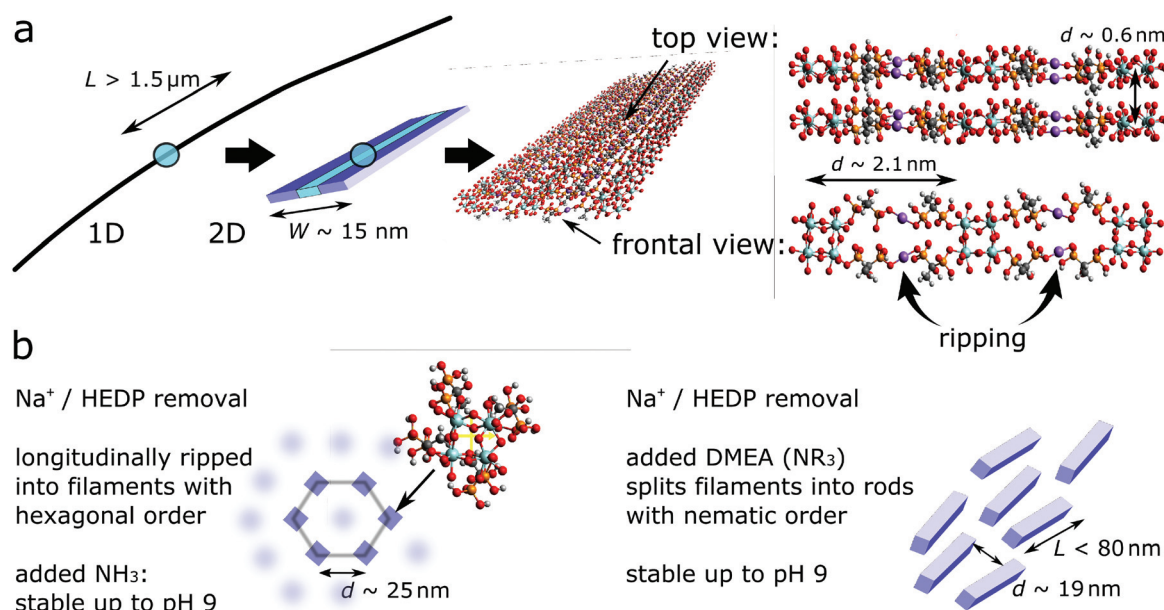 a
L > 1.5 μm
1D
2D
W ~ 15 nm
top view:
frontal view:
d ~ 0.6 nm
d ~ 2.1 nm
ripping
b
Na⁺ / HEDP removal
longitudinally ripped
into filaments with
hexagonal order
added NH₃:
stable up to pH 9
d ~ 25 nm
Na⁺ / HEDP removal
added DMEA (NR₃)
splits filaments into rods
with nematic order
stable up to pH 9
L < 80 nm
d ~ 19 nm